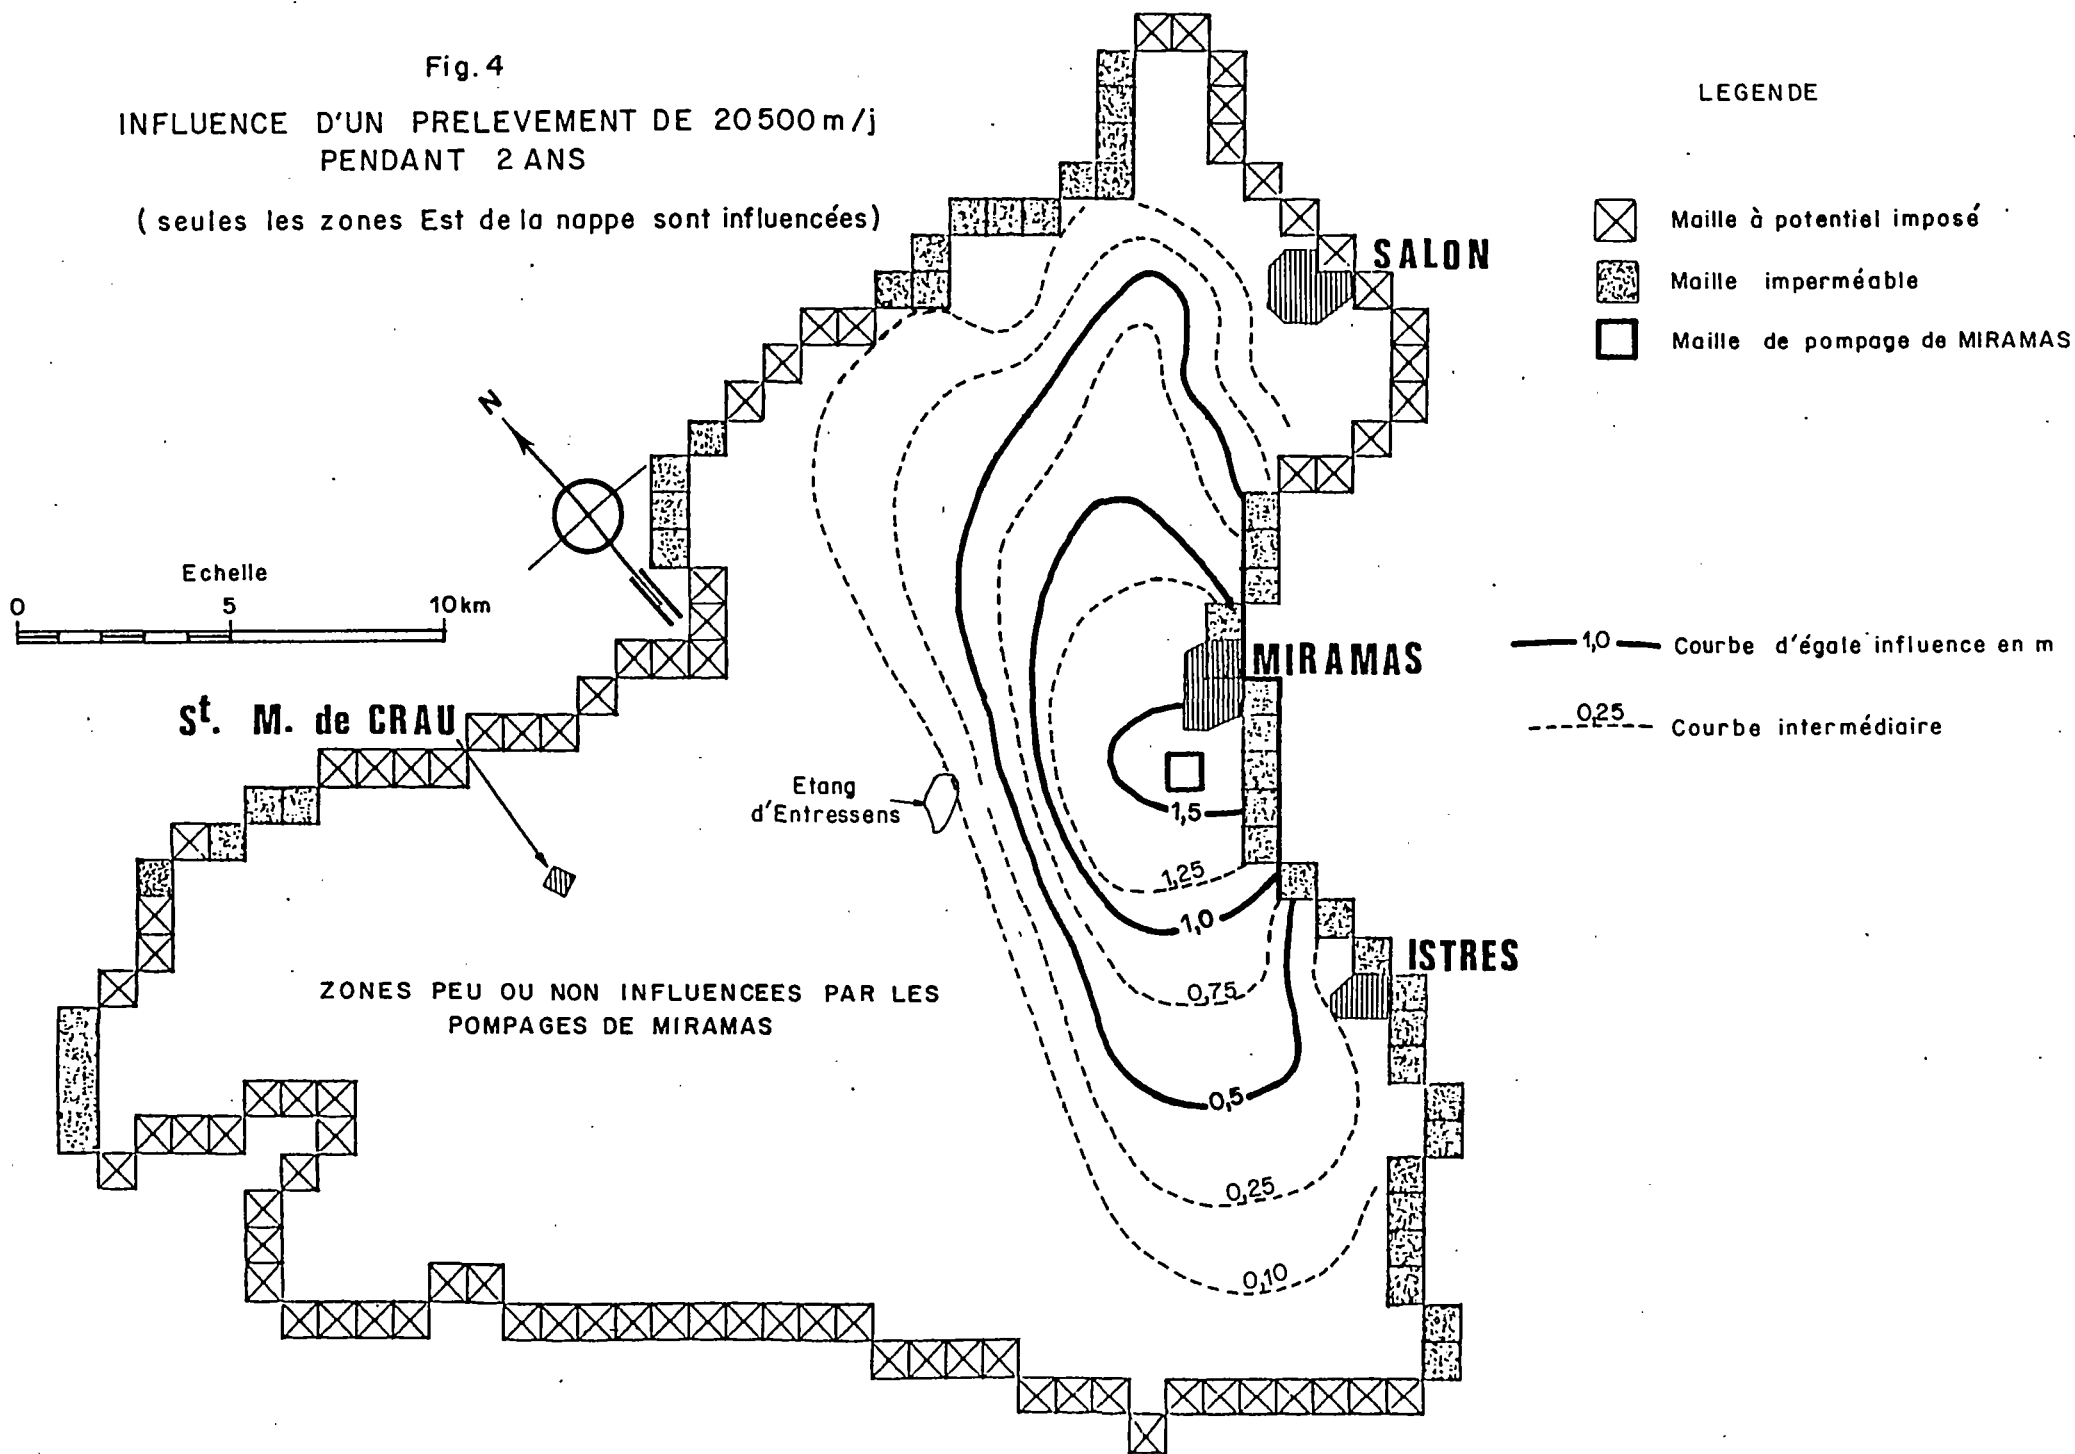 Fig. 4
INFLUENCE D'UN PRELEVEMENT DE 20500 m/j
PENDANT 2 ANS
( seules les zones Est de la nappe sont influencées)
LEGENDE
Maille à potentiel imposé
Maille imperméable
Maille de pompage de MIRAMAS
1,0 Courbe d'égale influence en m
0,25 Courbe intermédiaire
N
Echelle
0 5 10 km
SALON
MIRAMAS
ISTRES
St. M. de CRAU
Etang
d'Entressens
ZONES PEU OU NON INFLUENCEES PAR LES
POMPAGES DE MIRAMAS
1,5
1,25
1,0
0,75
0,5
0,25
0,10